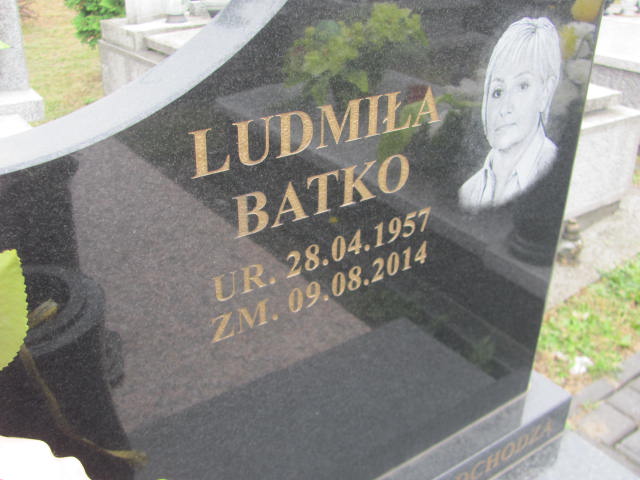 LUDMIŁA
BATKO
UR. 28.04.1957
ZM. 09.08.2014